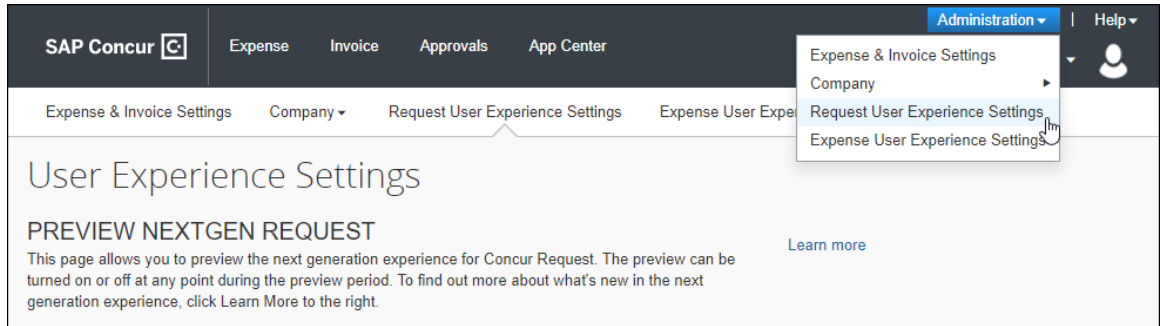 Administration ▾ | Help ▾
SAP Concur C. Expense Invoice Approvals App Center
Expense & Invoice Settings
Company ▸
Request User Experience Settings
Expense User Experience Settings
Expense & Invoice Settings Company ▾ Request User Experience Settings Expense User Exper
User Experience Settings
PREVIEW NEXTGEN REQUEST
Learn more
This page allows you to preview the next generation experience for Concur Request. The preview can be
turned on or off at any point during the preview period. To find out more about what's new in the next
generation experience, click Learn More to the right.